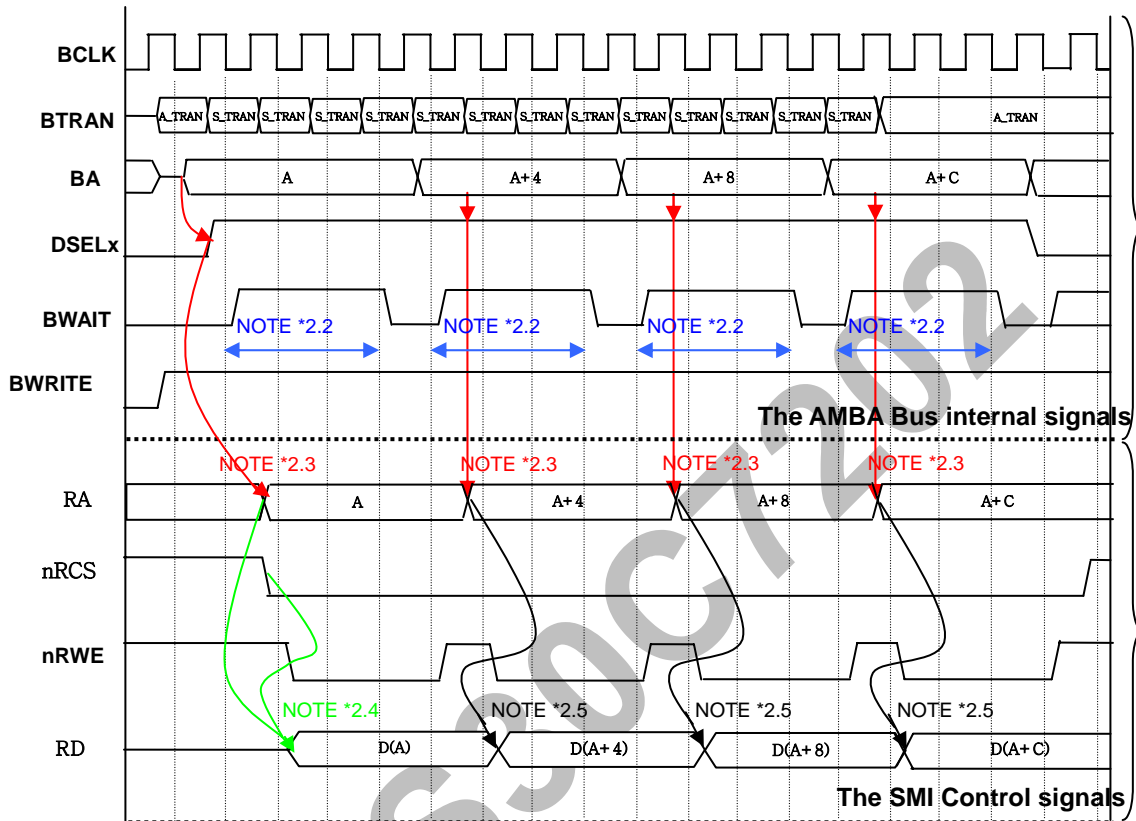 BCLK
BTRAN A_TRAN S_TRAN S_TRAN S_TRAN S_TRAN S_TRAN S_TRAN S_TRAN S_TRAN S_TRAN S_TRAN S_TRAN S_TRAN S_TRAN A_TRAN
BA A A+4 A+8 A+C
DSELx
BWAIT
NOTE *2.2 NOTE *2.2 NOTE *2.2 NOTE *2.2
BWRITE
The AMBA Bus internal signals
NOTE *2.3 NOTE *2.3 NOTE *2.3 NOTE *2.3
RA A A+4 A+8 A+C
nRCS
nRWE
NOTE *2.4 NOTE *2.5 NOTE *2.5 NOTE *2.5
RD D(A) D(A+4) D(A+8) D(A+C)
The SMI Control signals
S30C7202